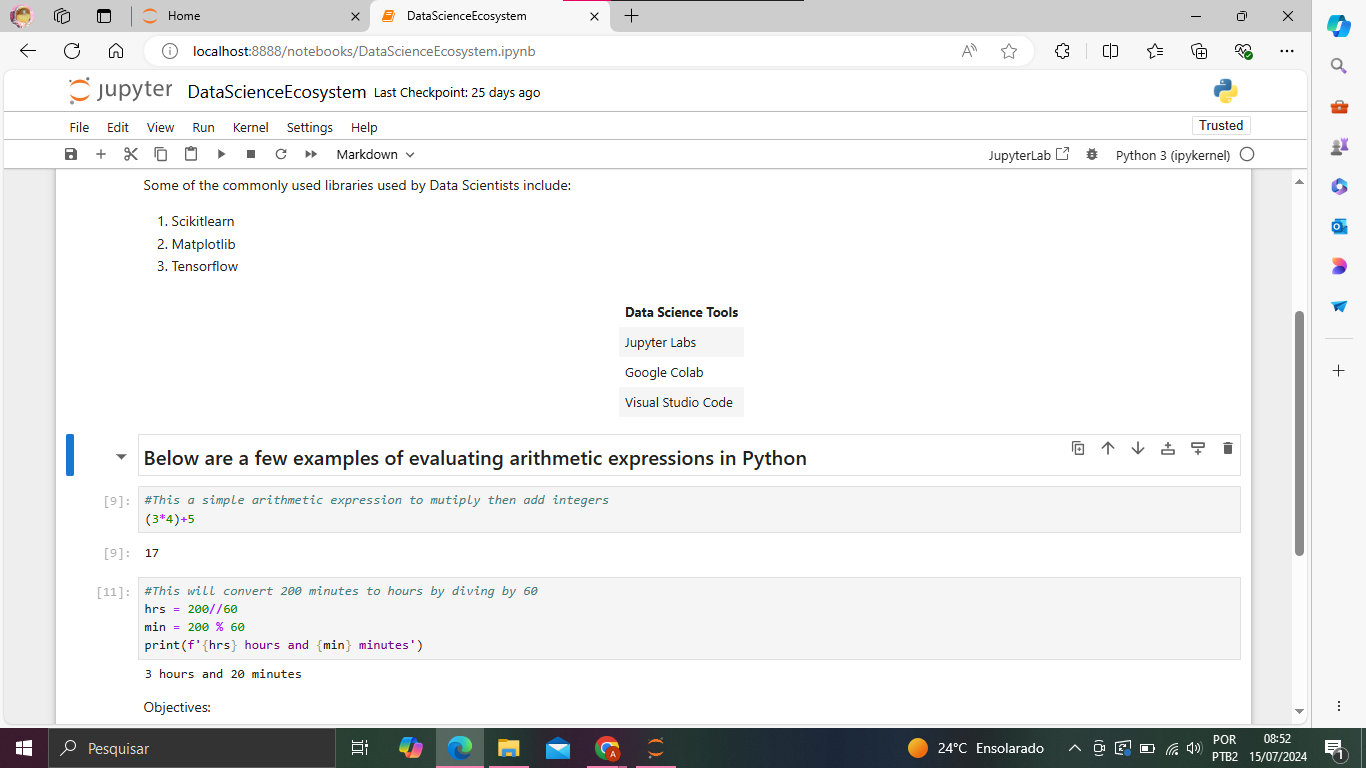 Home
DataScienceEcosystem
localhost:8888/notebooks/DataScienceEcosystem.ipynb
jupyter DataScienceEcosystem Last Checkpoint: 25 days ago
File Edit View Run Kernel Settings Help Trusted
Markdown JupyterLab Python 3 (ipykernel)
Some of the commonly used libraries used by Data Scientists include:
1. Scikitlearn
2. Matplotlib
3. Tensorflow
Data Science Tools
Jupyter Labs
Google Colab
Visual Studio Code
Below are a few examples of evaluating arithmetic expressions in Python
[9]: #This a simple arithmetic expression to mutiply then add integers
(3*4)+5
[9]: 17
[11]: #This will convert 200 minutes to hours by diving by 60
hrs = 200//60
min = 200 % 60
print(f'{hrs} hours and {min} minutes')
3 hours and 20 minutes
Objectives:
Pesquisar
24°C Ensolarado
POR
PTB2
08:52
15/07/2024
1